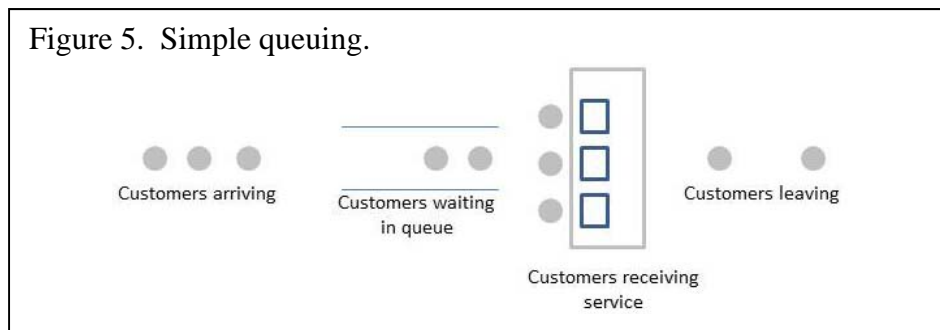 Figure 5.  Simple queuing.
Customers arriving
Customers waiting
in queue
Customers receiving
service
Customers leaving